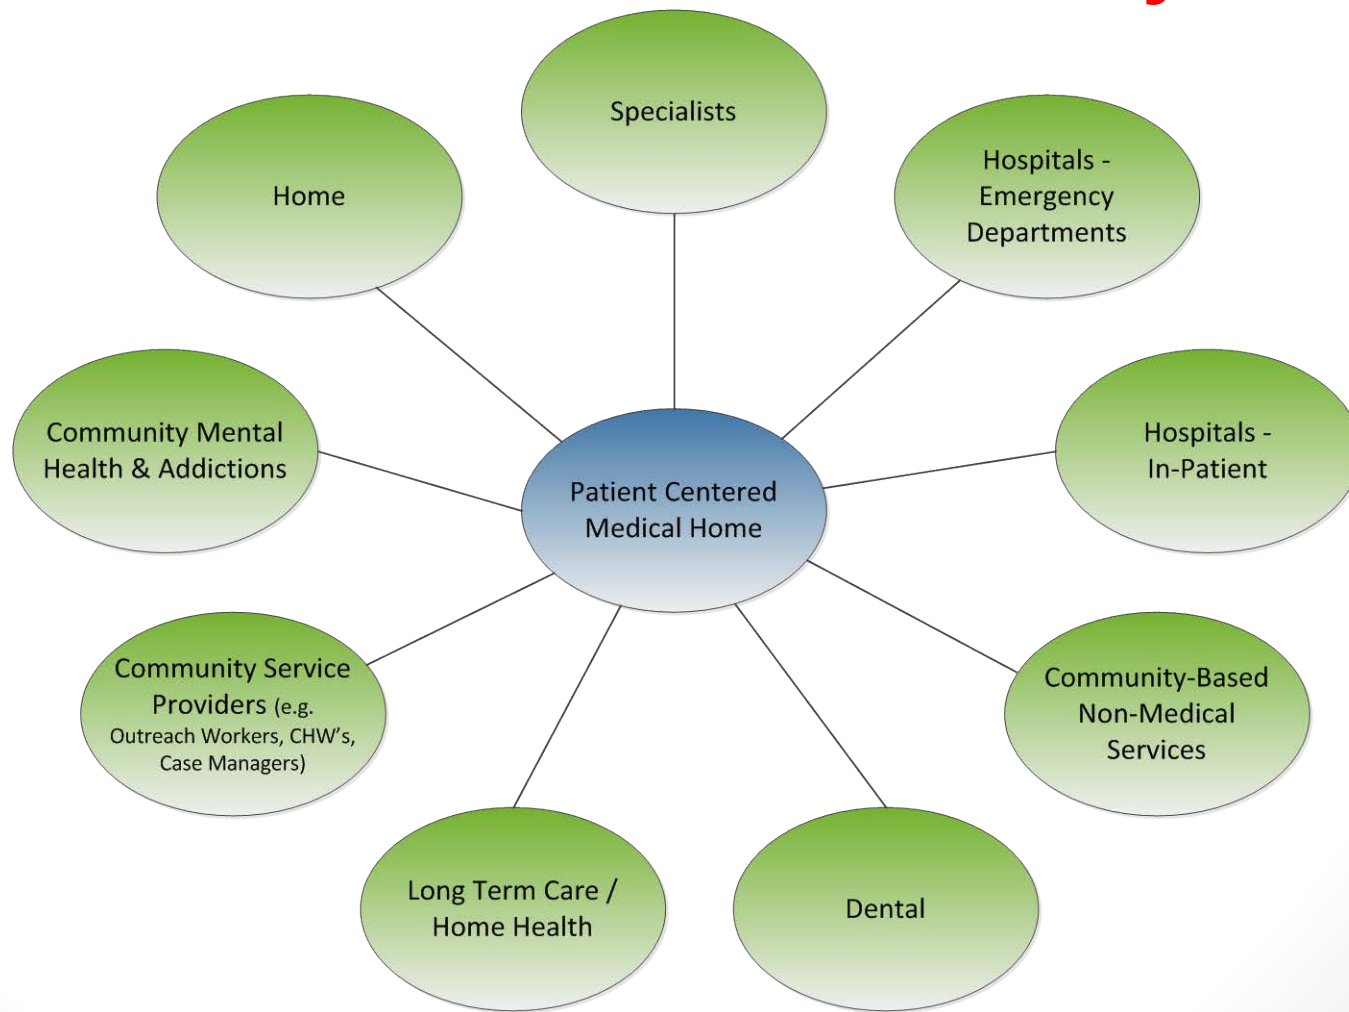 Specialists
Home
Hospitals -
Emergency
Departments
Community Mental
Health & Addictions
Hospitals -
In-Patient
Patient Centered
Medical Home
Community Service
Providers (e.g.
Outreach Workers, CHW's,
Case Managers)
Community-Based
Non-Medical
Services
Long Term Care /
Home Health
Dental